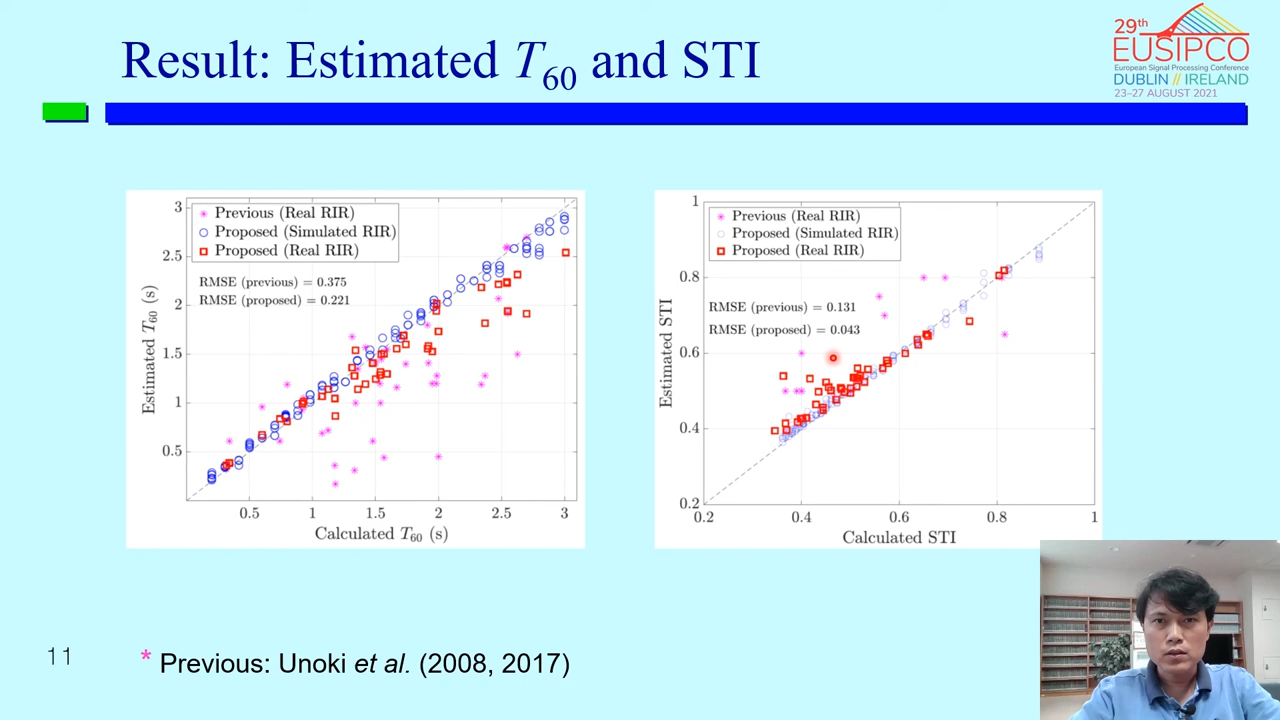 Result: Estimated T60 and STI
29th
EUSIPCO
European Signal Processing Conference
DUBLIN // IRELAND
23–27 AUGUST 2021
Previous (Real RIR)
Proposed (Simulated RIR)
Proposed (Real RIR)
RMSE (previous) = 0.375
RMSE (proposed) = 0.221
3
2.5
2
1.5
1
0.5
Estimated T60 (s)
0.5 1 1.5 2 2.5 3
Calculated T60 (s)
Previous (Real RIR)
Proposed (Simulated RIR)
Proposed (Real RIR)
RMSE (previous) = 0.131
RMSE (proposed) = 0.043
1
0.8
0.6
0.4
0.2
Estimated STI
0.2 0.4 0.6 0.8 1
Calculated STI
11
* Previous: Unoki et al. (2008, 2017)